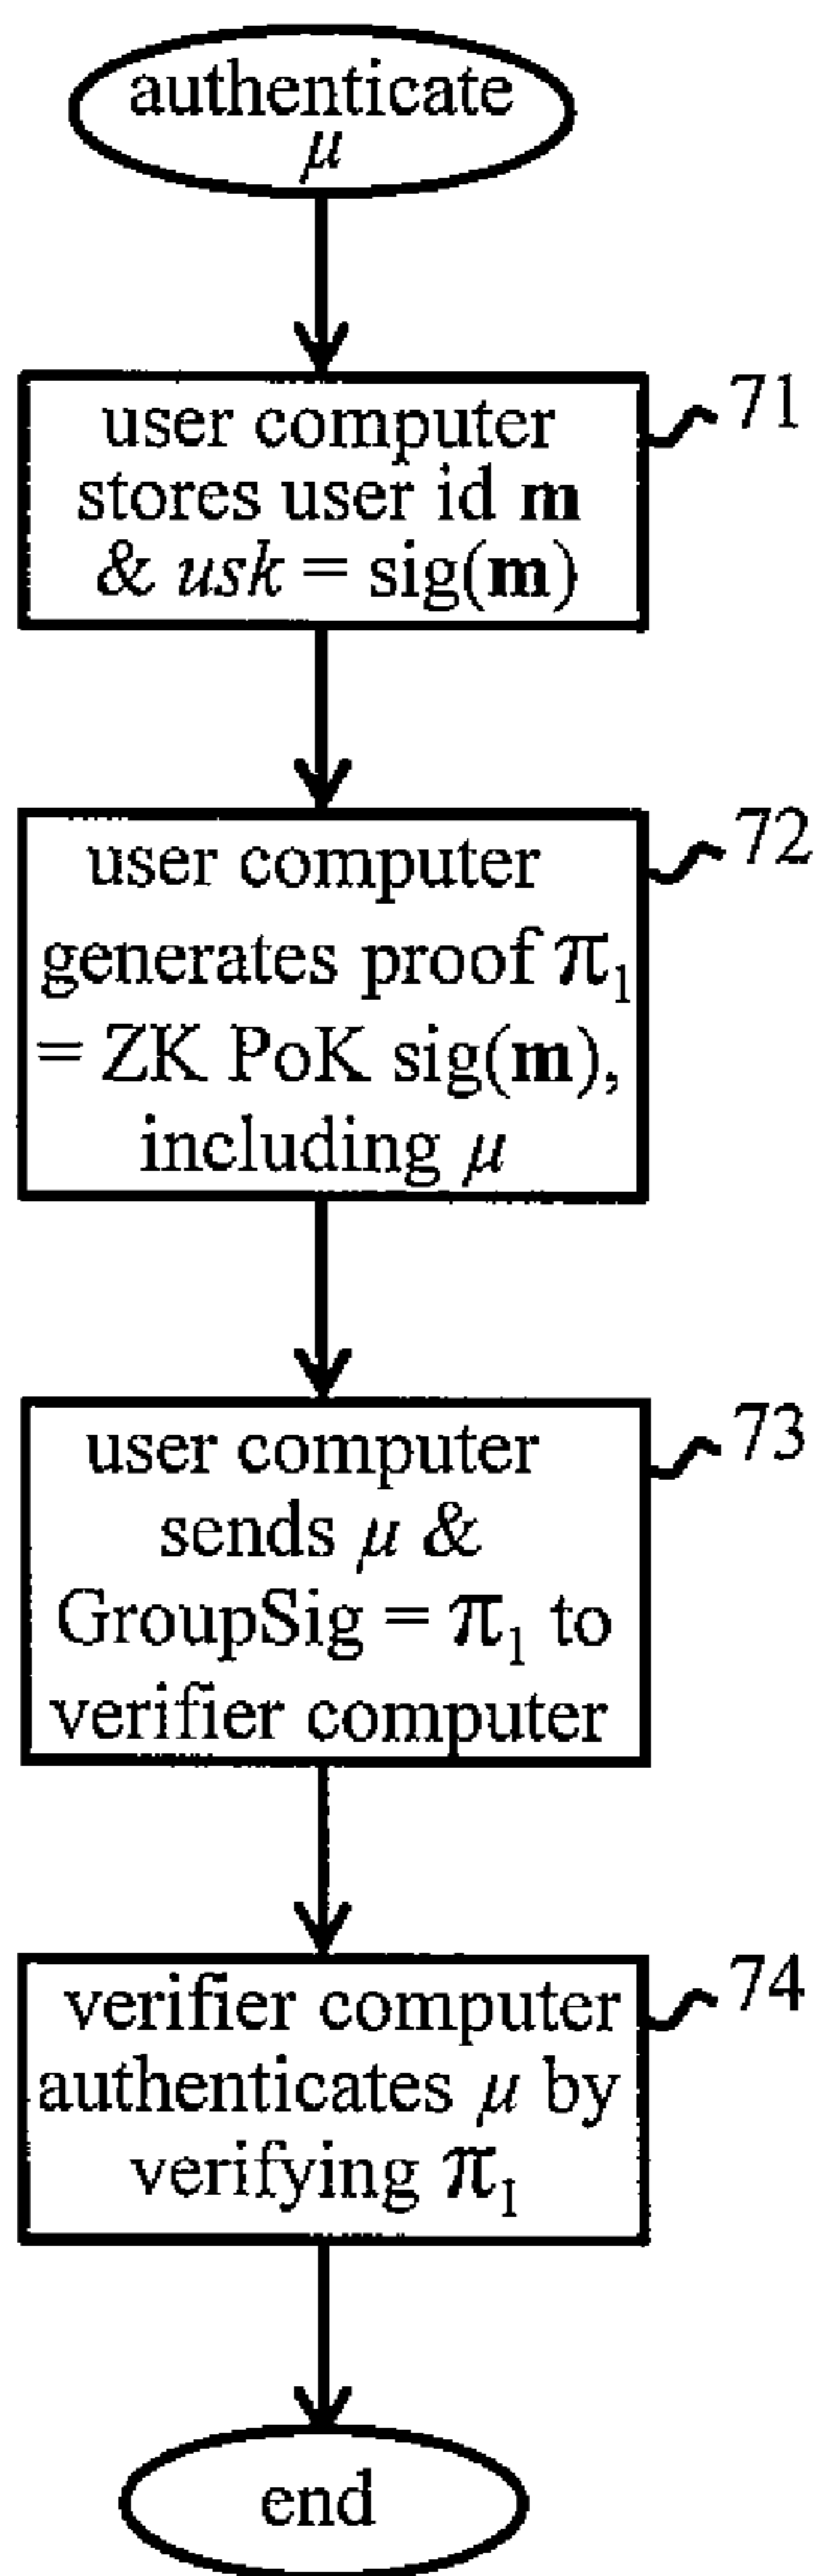 authenticate
μ
71
user computer
stores user id m
& usk = sig(m)
72
user computer
generates proof π₁
= ZK PoK sig(m),
including μ
73
user computer
sends μ &
GroupSig = π₁ to
verifier computer
74
verifier computer
authenticates μ by
verifying π₁
end